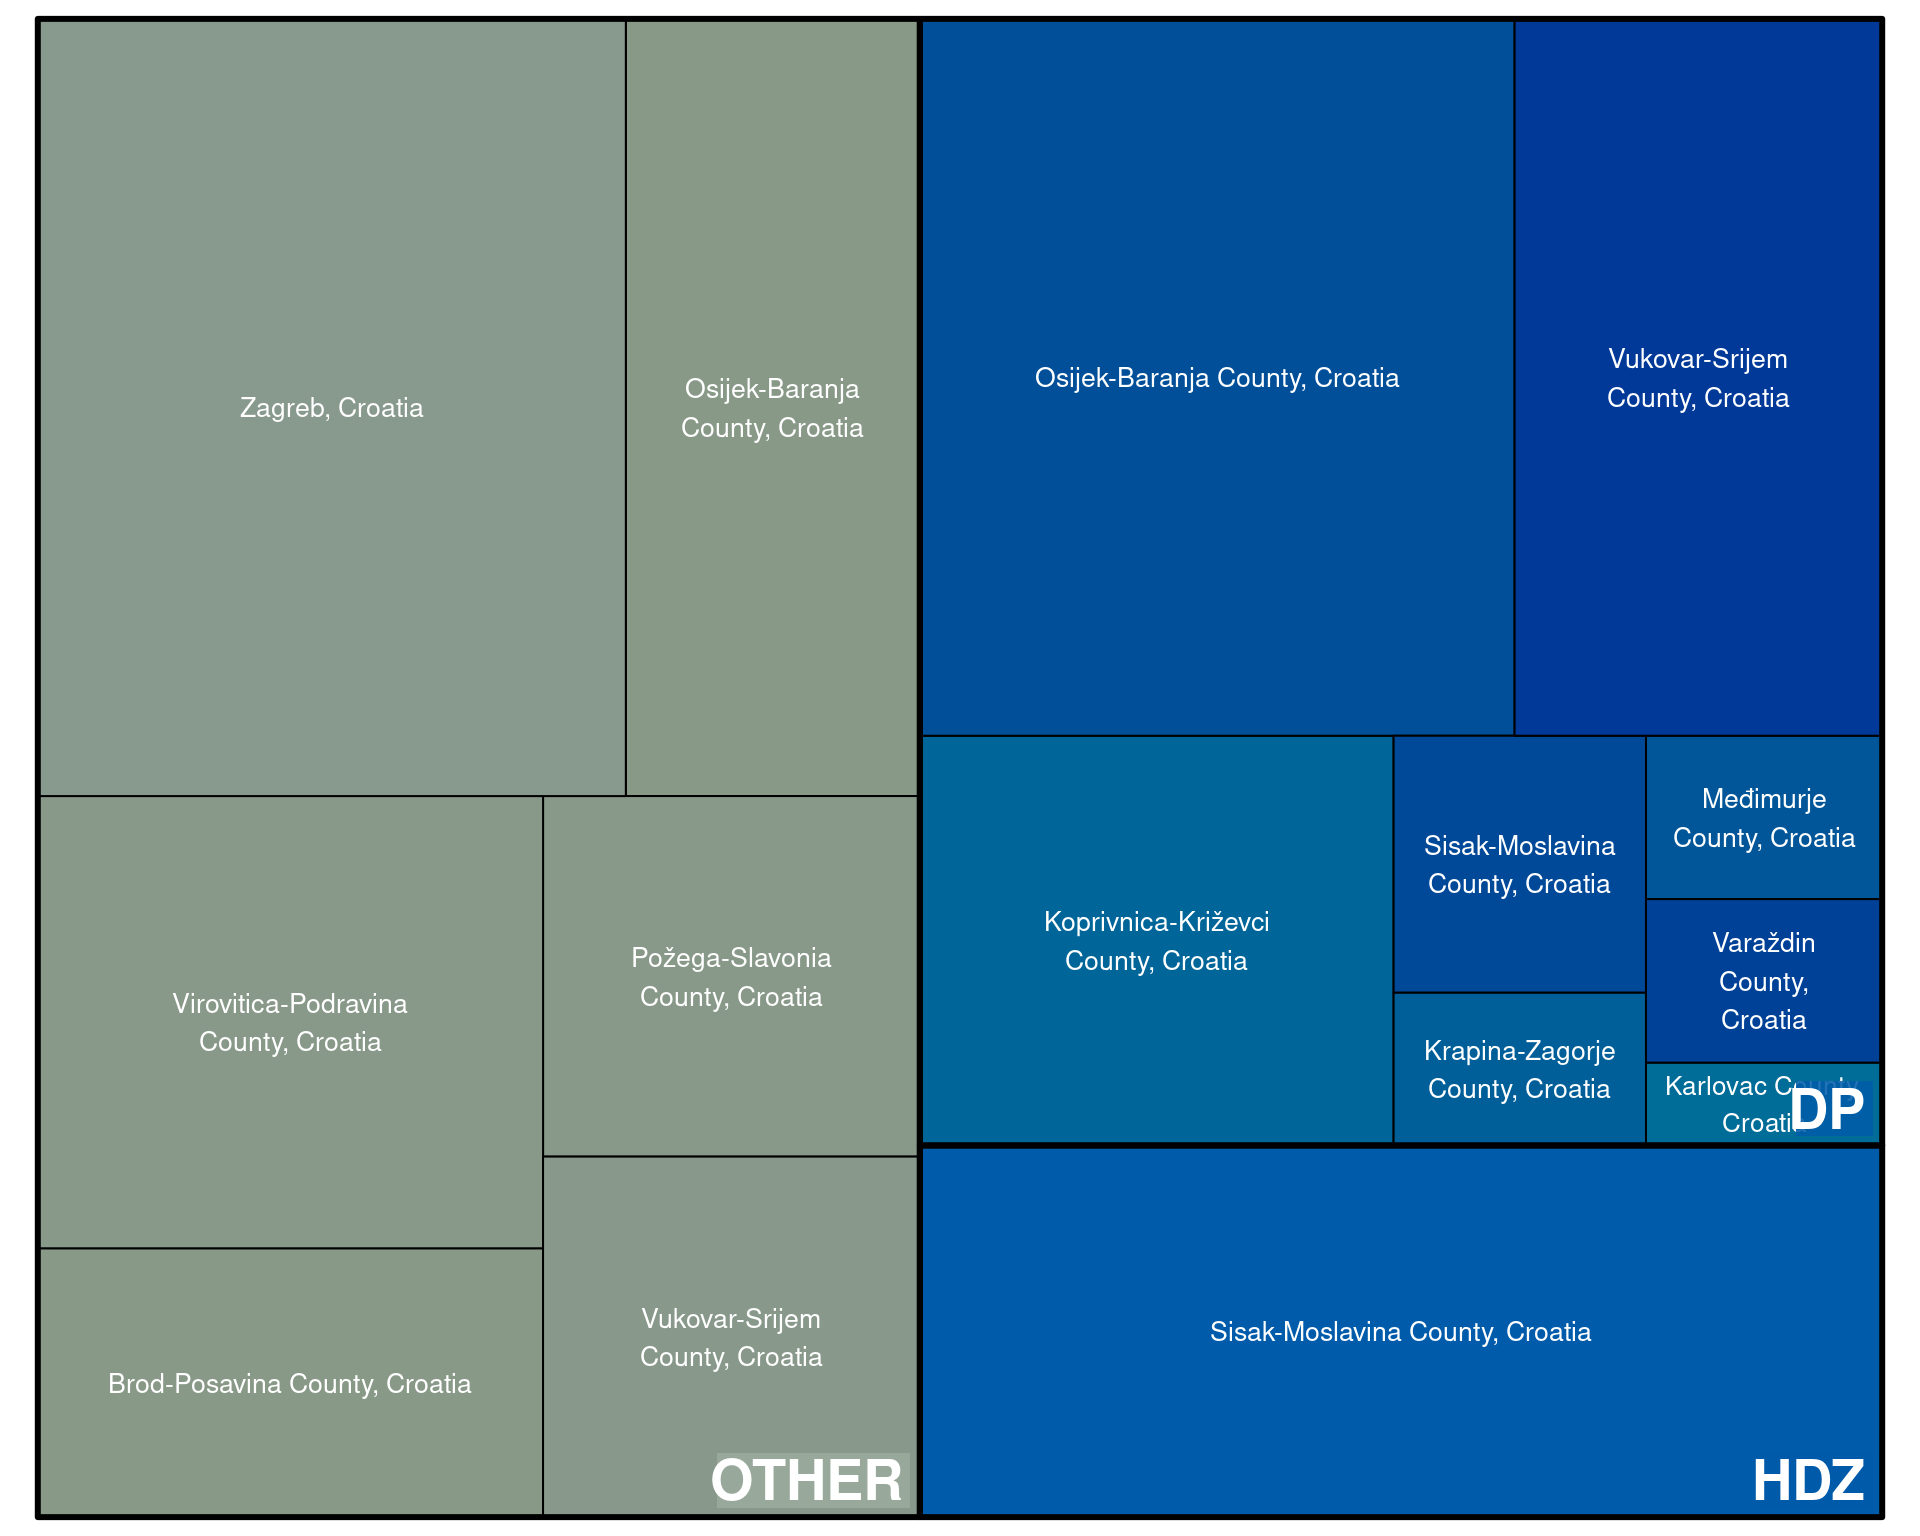 Zagreb, Croatia
Osijek-Baranja
County, Croatia
Virovitica-Podravina
County, Croatia
Požega-Slavonia
County, Croatia
Brod-Posavina County, Croatia
Vukovar-Srijem
County, Croatia
OTHER
Osijek-Baranja County, Croatia
Vukovar-Srijem
County, Croatia
Koprivnica-Križevci
County, Croatia
Sisak-Moslavina
County, Croatia
Krapina-Zagorje
County, Croatia
Međimurje
County, Croatia
Varaždin
County,
Croatia
Karlovac County,
Croatia
DP
Sisak-Moslavina County, Croatia
HDZ